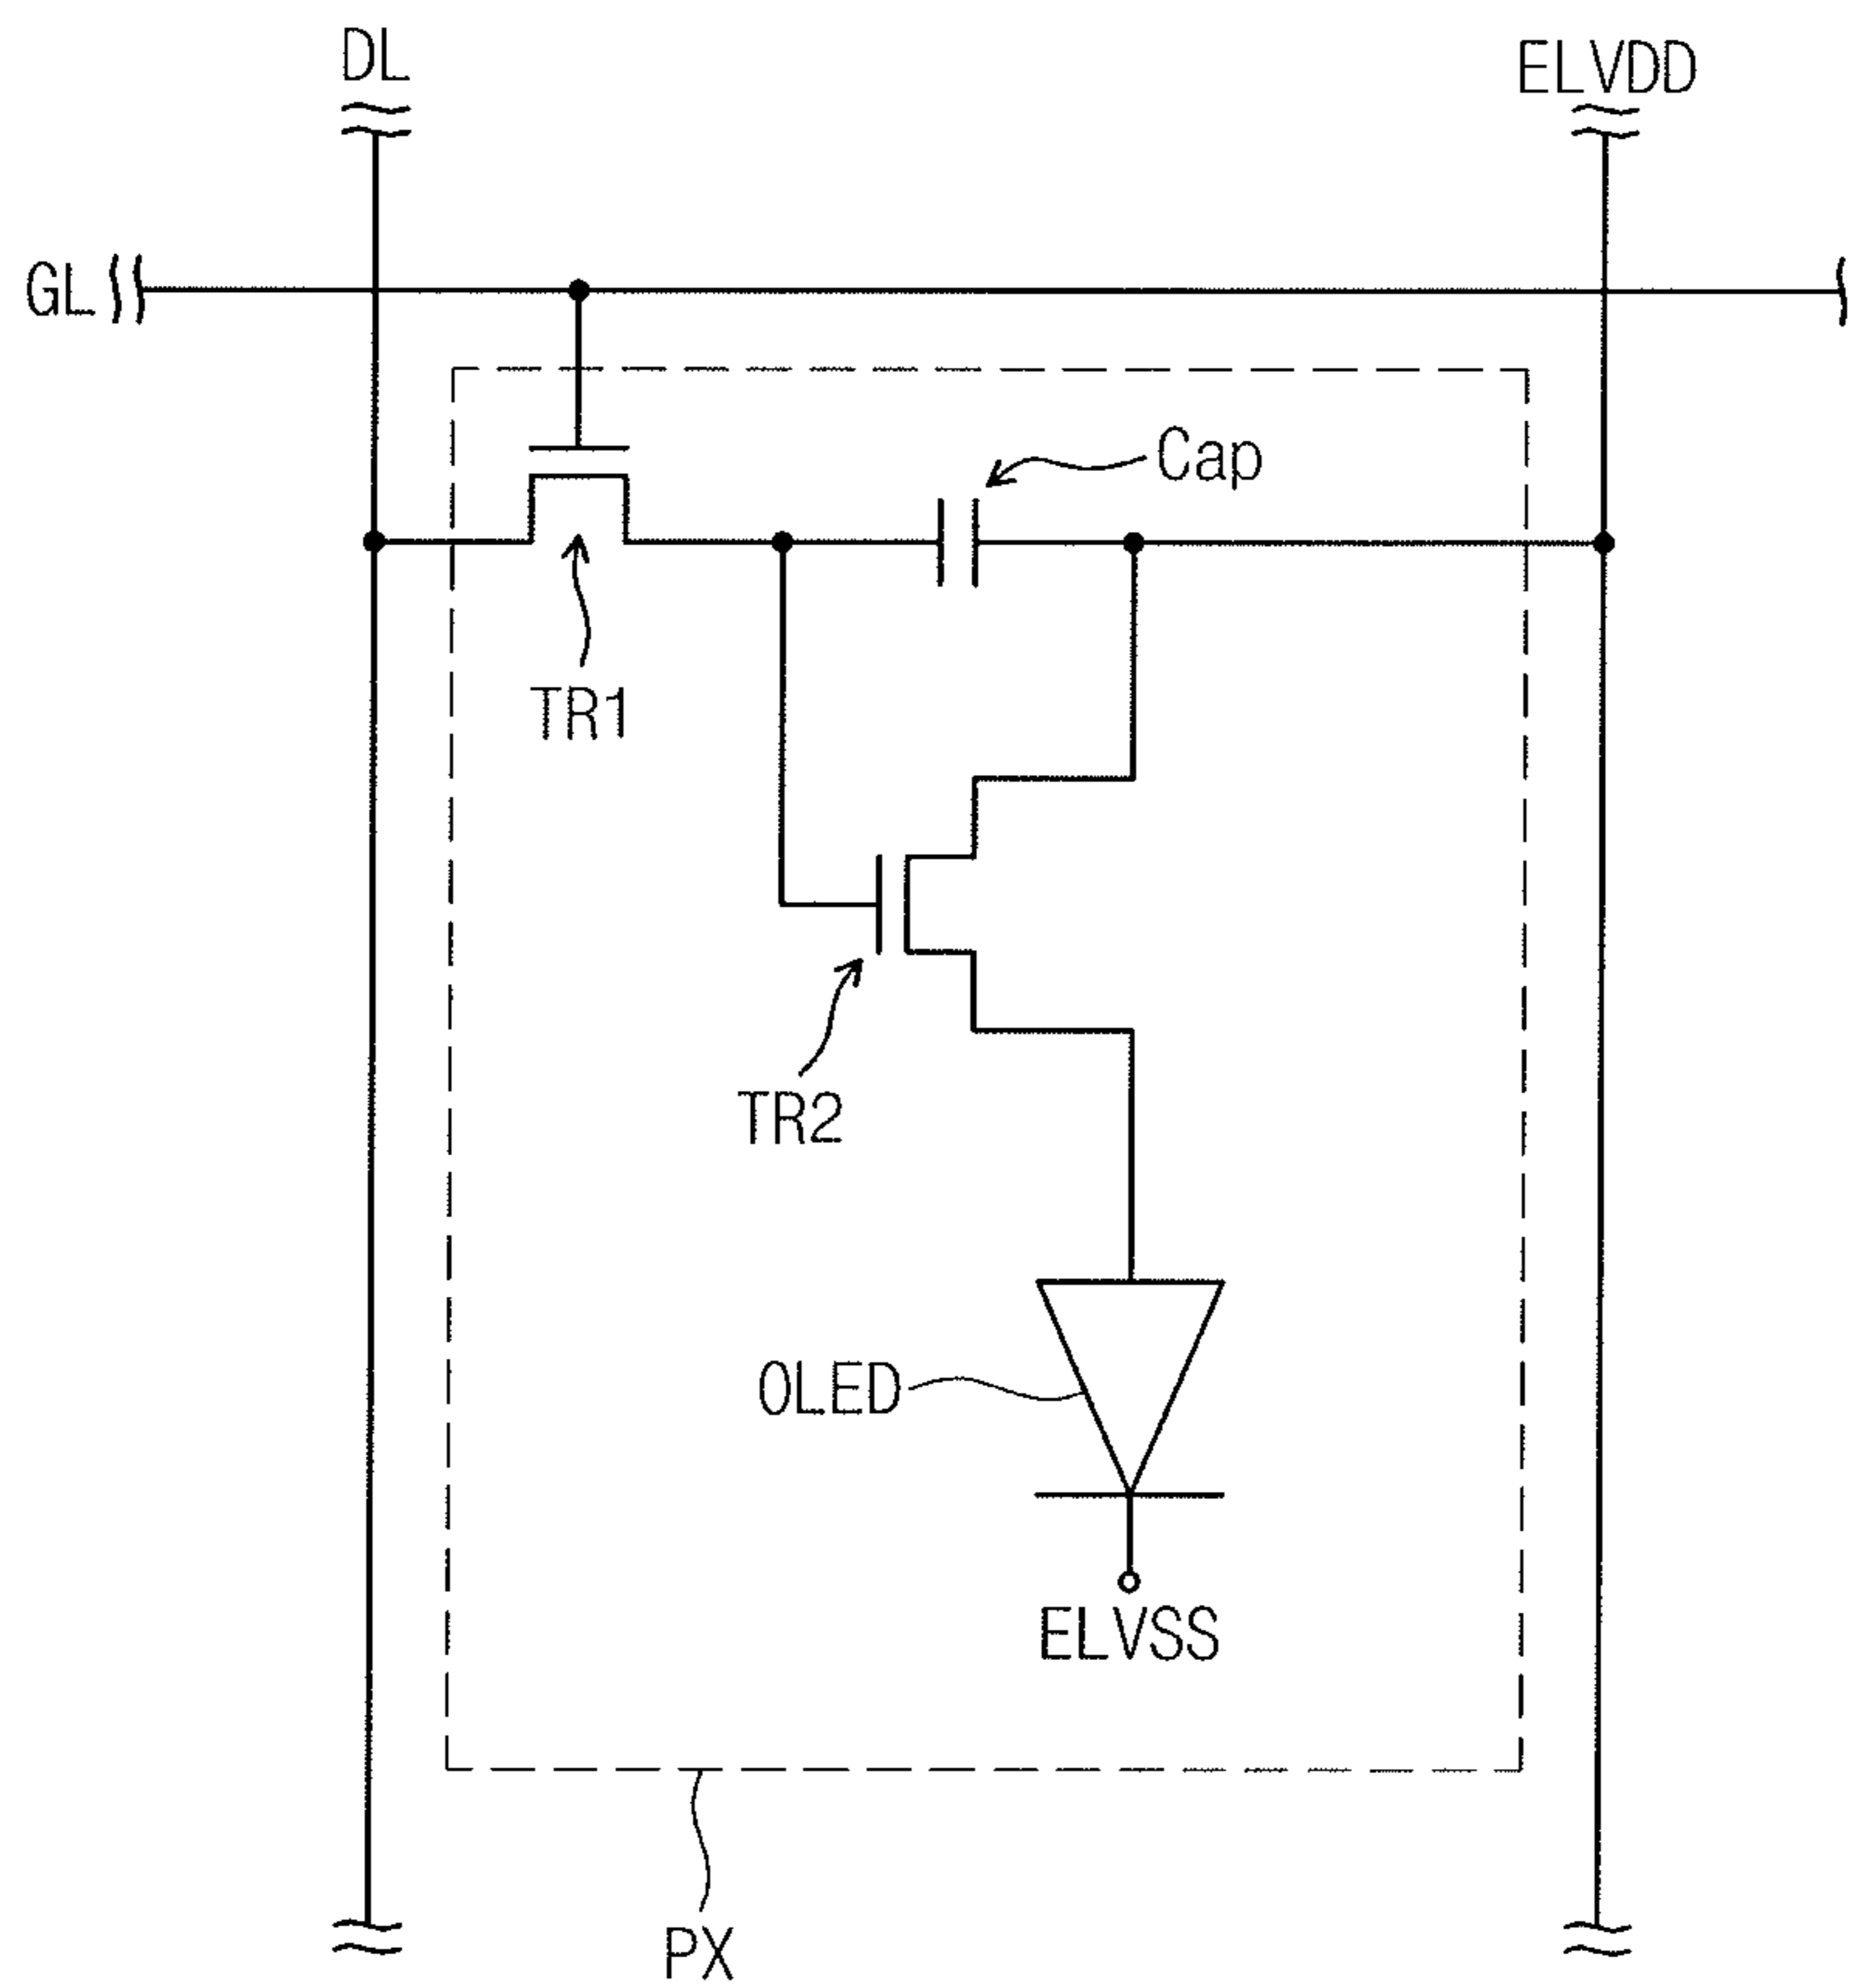 DL
ELVDD
GL
Cap
TR1
TR2
OLED
ELVSS
PX